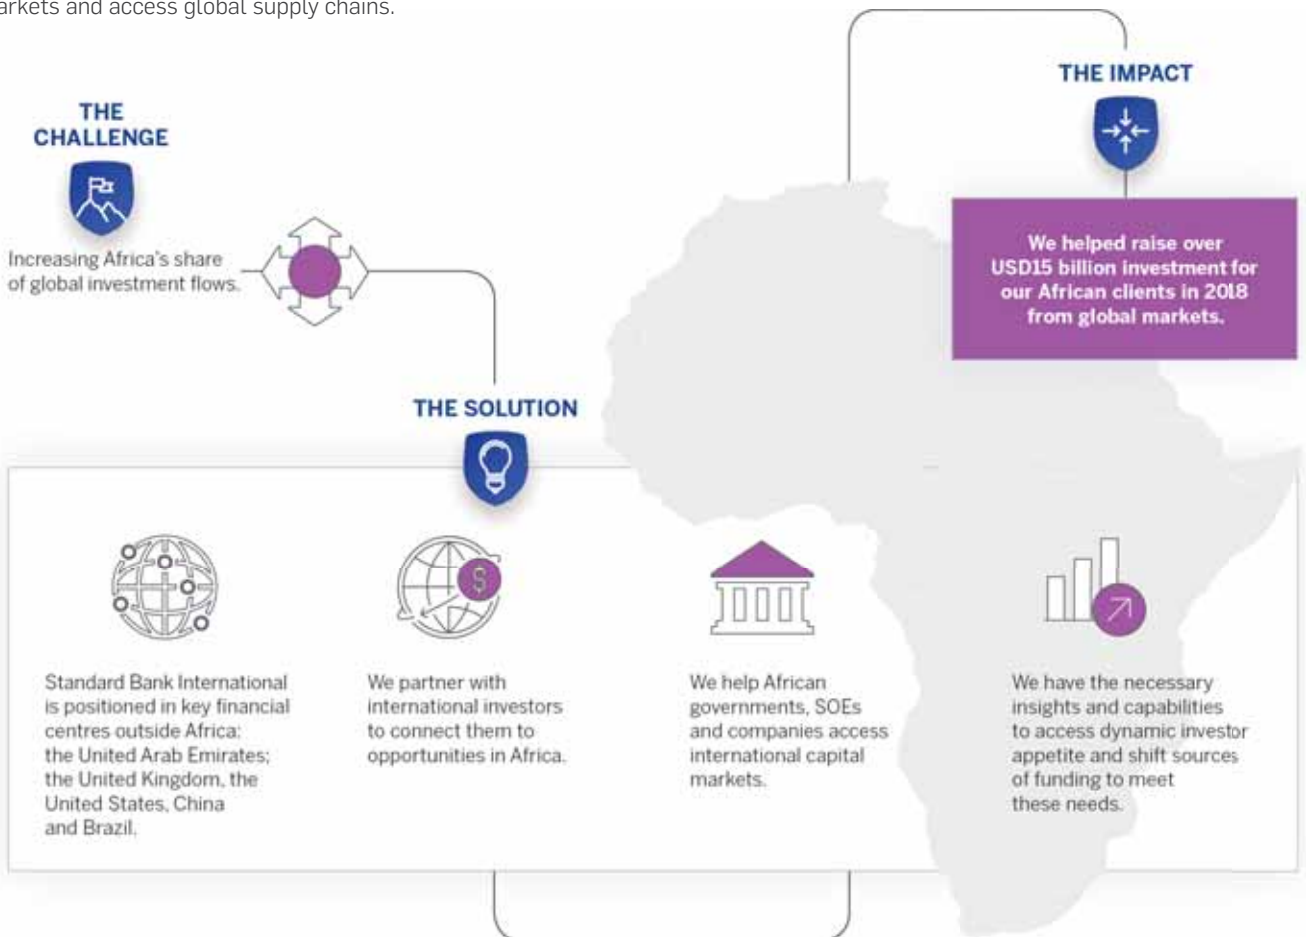 markets and access global supply chains.
THE
CHALLENGE
Increasing Africa's share
of global investment flows.
THE SOLUTION
Standard Bank International
is positioned in key financial
centres outside Africa:
the United Arab Emirates;
the United Kingdom, the
United States, China
and Brazil.
We partner with
international investors
to connect them to
opportunities in Africa.
$
We help African
governments, SOEs
and companies access
international capital
markets.
We have the necessary
insights and capabilities
to access dynamic investor
appetite and shift sources
of funding to meet
these needs.
THE IMPACT
We helped raise over
USD15 billion investment for
our African clients in 2018
from global markets.